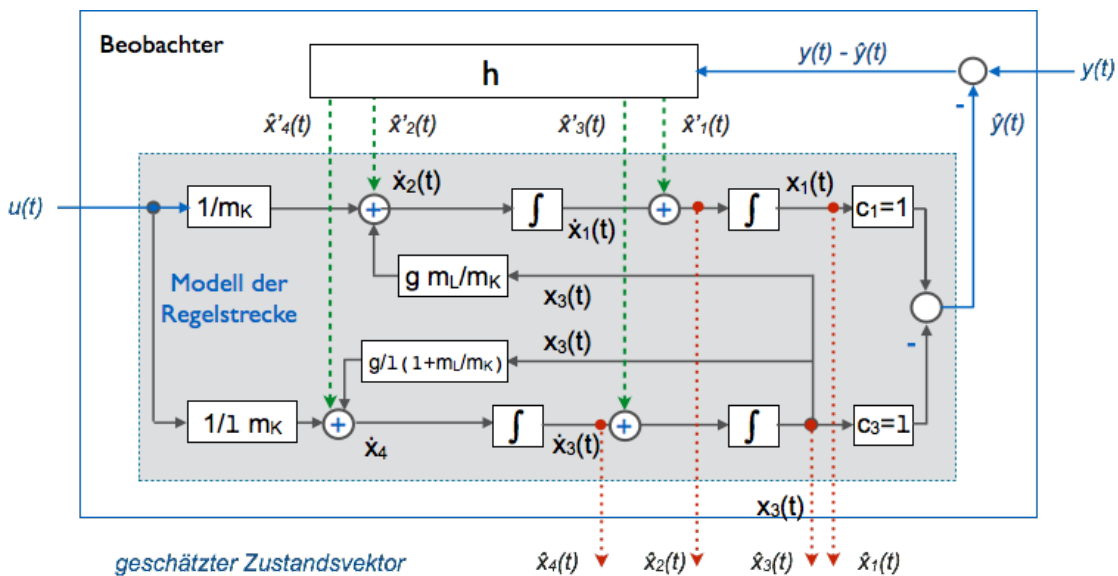 Beobachter
h
y(t) - ŷ(t)
y(t)
-
ŷ(t)
x̂'4(t)
x̂'2(t)
x̂'3(t)
x̂'1(t)
u(t)
1/mK
+
ẋ2(t)
∫
ẋ1(t)
+
∫
x1(t)
c1=1
Modell der
Regelstrecke
g mL/mK
x3(t)
g/l(1+mL/mK)
x3(t)
-
1/l mK
+
ẋ4
∫
ẋ3(t)
+
∫
c3=l
x3(t)
geschätzter Zustandsvektor
x̂4(t)
x̂2(t)
x̂3(t)
x̂1(t)